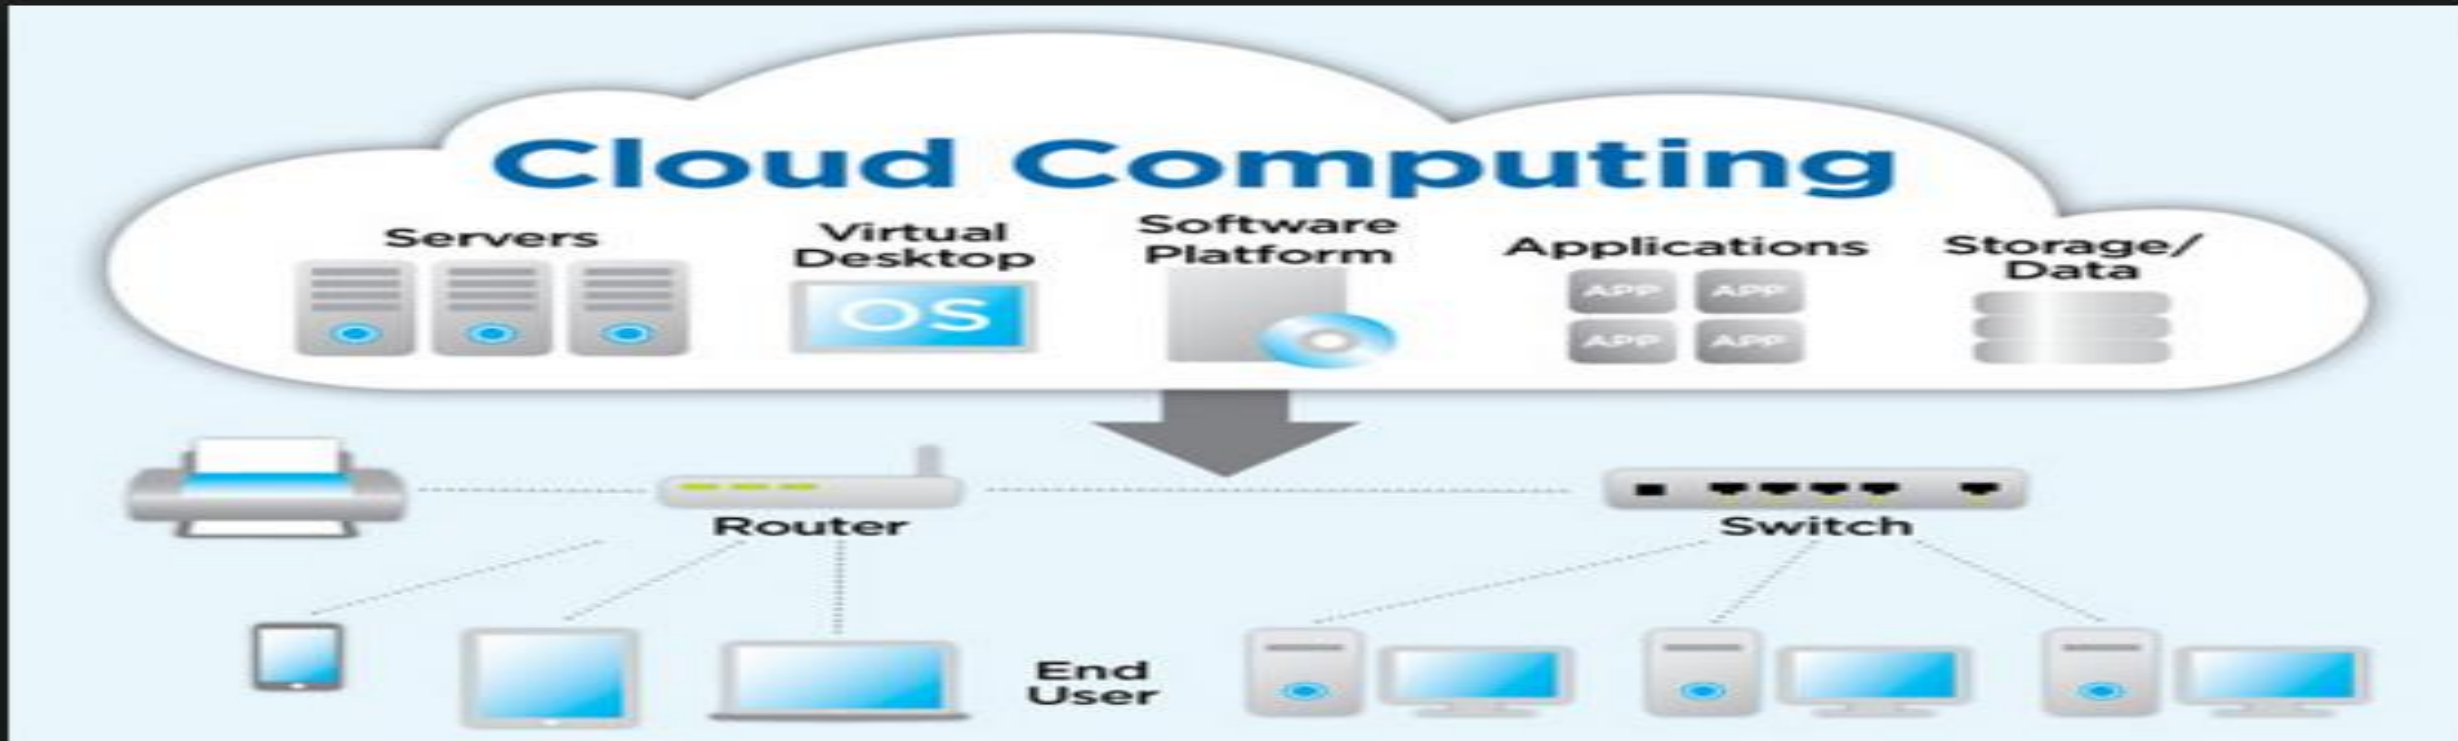 Cloud Computing
Servers
Virtual
Desktop
Software
Platform
Applications
Storage/
Data
OS
APP APP
APP APP
Router
Switch
End
User